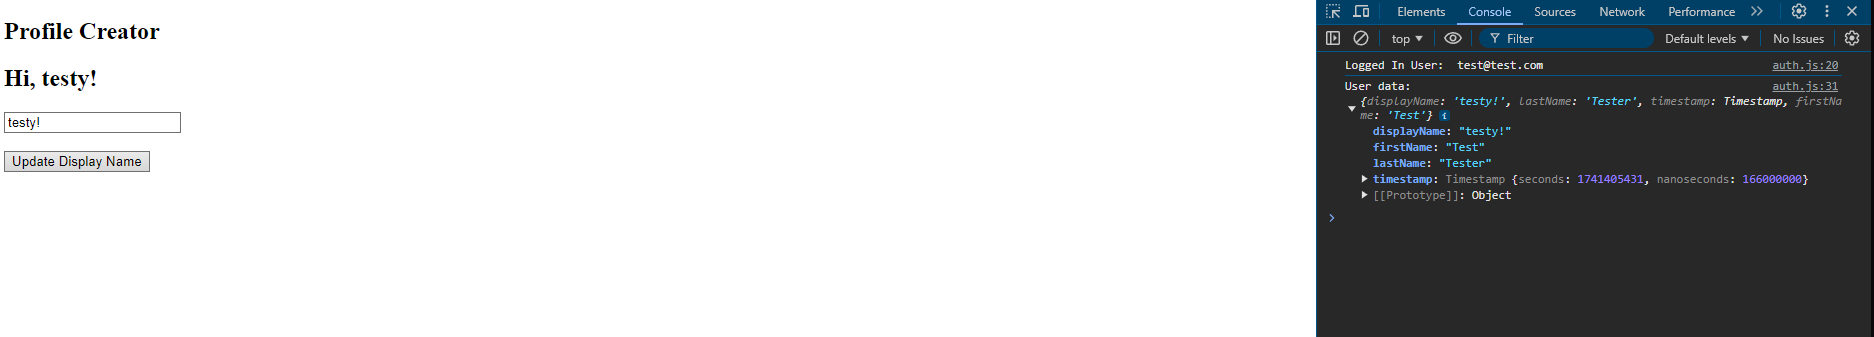 Profile Creator
Hi, testy!
testy!
Update Display Name
Elements Console Sources Network Performance
top Filter Default levels No Issues
Logged In User: test@test.com auth.js:20
User data: auth.js:31
{displayName: 'testy!', lastName: 'Tester', timestamp: Timestamp, firstNa
me: 'Test'} i
displayName: "testy!"
firstName: "Test"
lastName: "Tester"
timestamp: Timestamp {seconds: 1741405431, nanoseconds: 166000000}
[[Prototype]]: Object